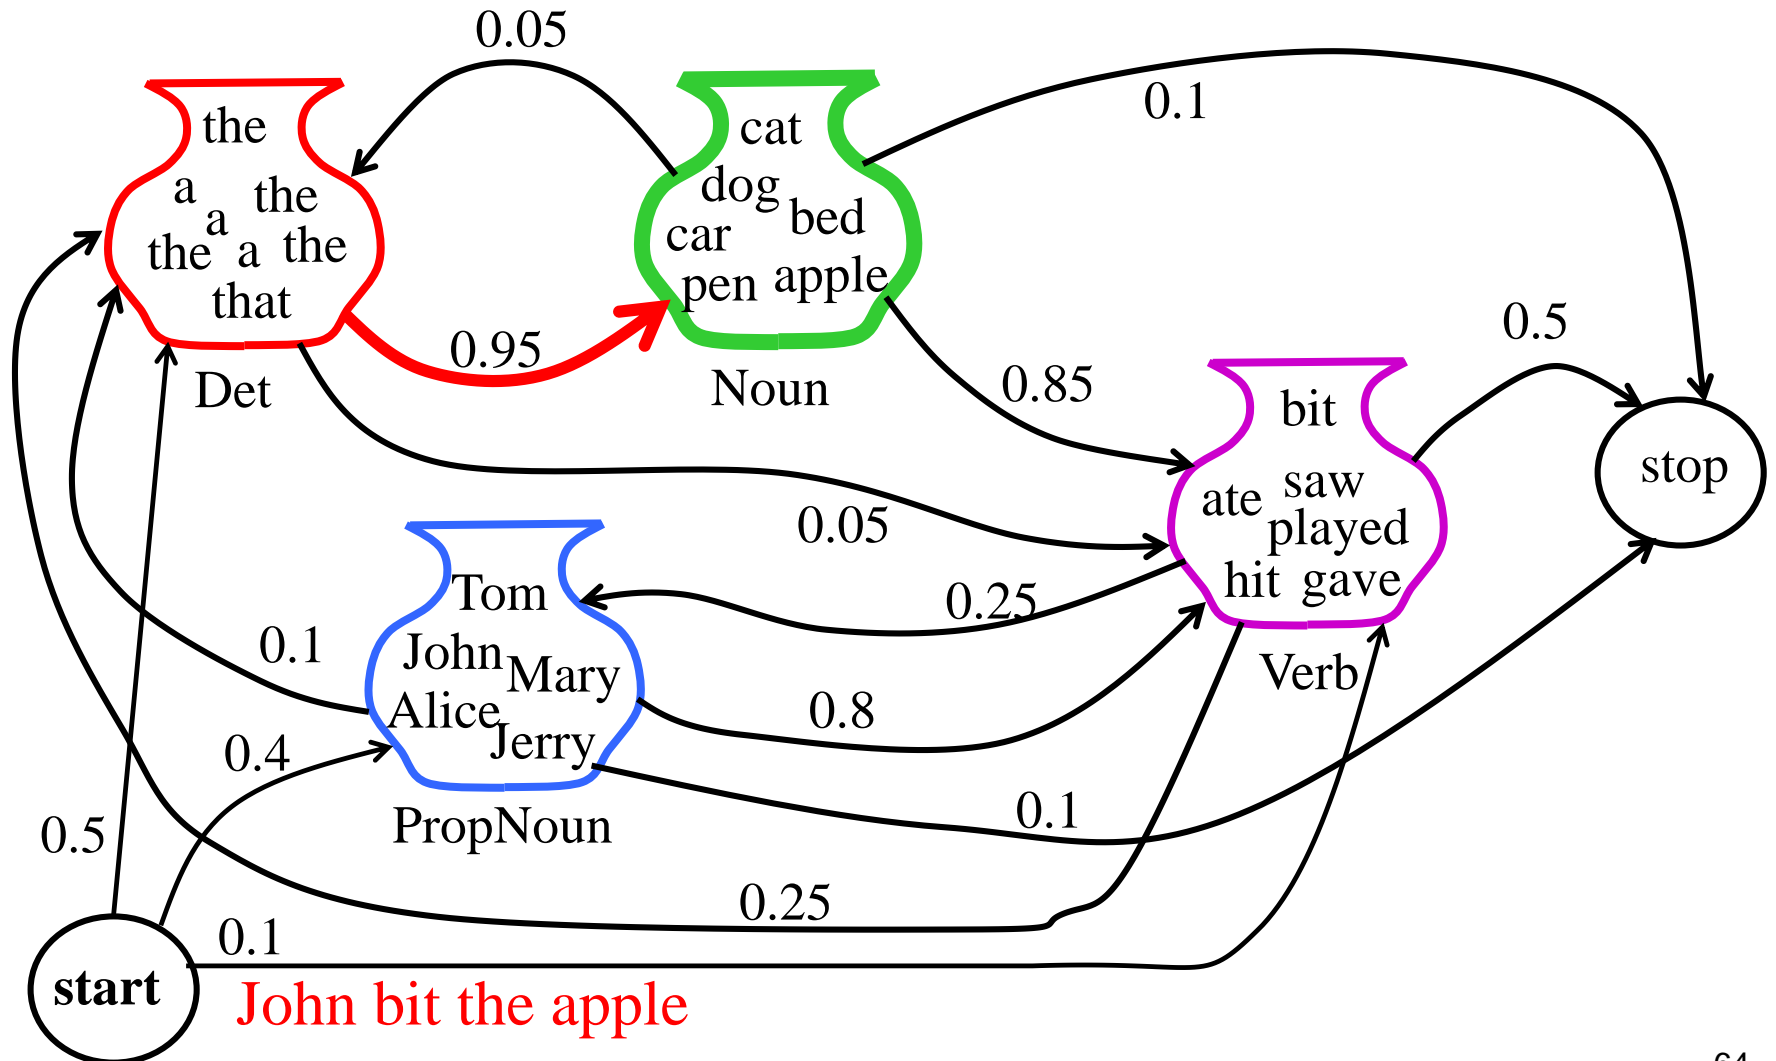 0.05
0.1
the
a the
a
the a the
that
Det
0.95
cat
dog
bed
car
pen apple
Noun
0.85
0.5
bit
saw
ate
played
hit gave
Verb
stop
0.05
0.25
Tom
John
Mary
Alice
Jerry
PropNoun
0.1
0.8
0.4
0.1
0.5
0.25
0.1
start
John bit the apple